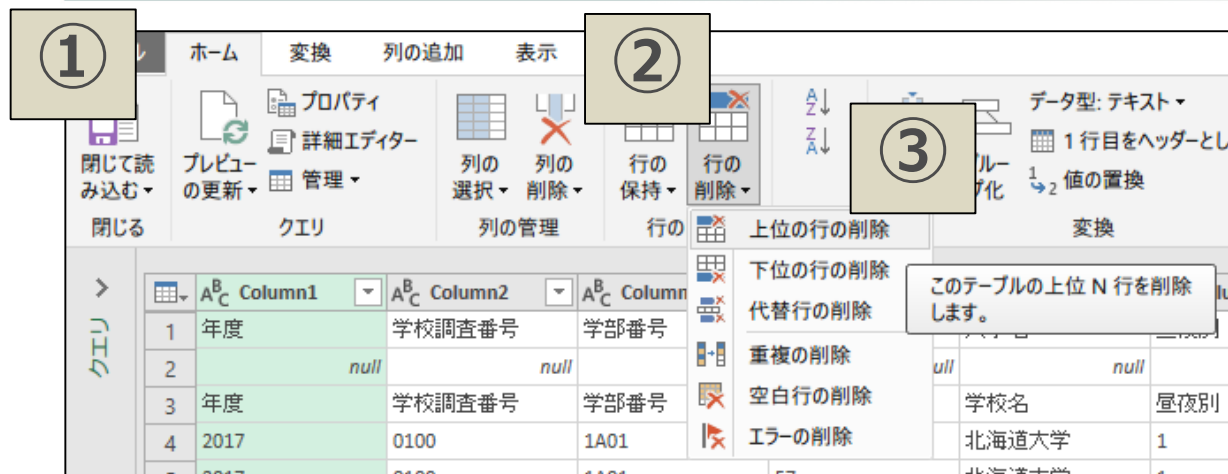 ① ② ③
ル ホーム 変換 列の追加 表示
閉じて読
み込む
プレビュー
の更新
プロパティ
詳細エディター
管理
列の
選択
列の
削除
行の
保持
行の
削除
A
Z
Z
A
データ型: テキスト
1 行目をヘッダーとし
1
2 値の置換
閉じる クエリ 列の管理 行の 変換
上位の行の削除
下位の行の削除
代替行の削除
重複の削除
空白行の削除
エラーの削除
このテーブルの上位 N 行を削除
します。
クエリ
ABC Column1 ABC Column2 ABC Column
1 年度 学校調査番号 学部番号
2 null null null null
3 年度 学校調査番号 学部番号 学校名 昼夜別
4 2017 0100 1A01 北海道大学 1